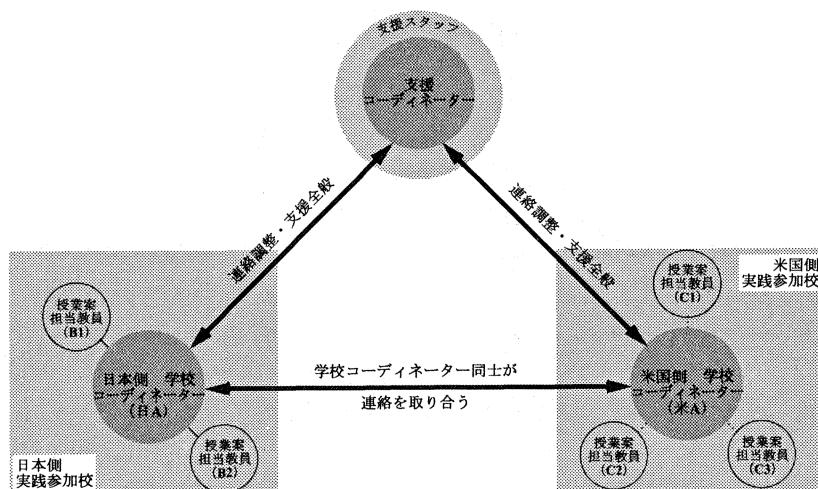 支援スタッフ
支援
コーディネーター
連絡調整・支援全般
連絡調整・支援全般
米国側
実践参加校
授業案
担当教員
(C1)
授業案
担当教員
(B1)
日本側 学校
コーディネーター
(日A)
学校コーディネーター同士が
連絡を取り合う
米国側 学校
コーディネーター
(米A)
授業案
担当教員
(B2)
授業案
担当教員
(C2)
授業案
担当教員
(C3)
日本側
実践参加校